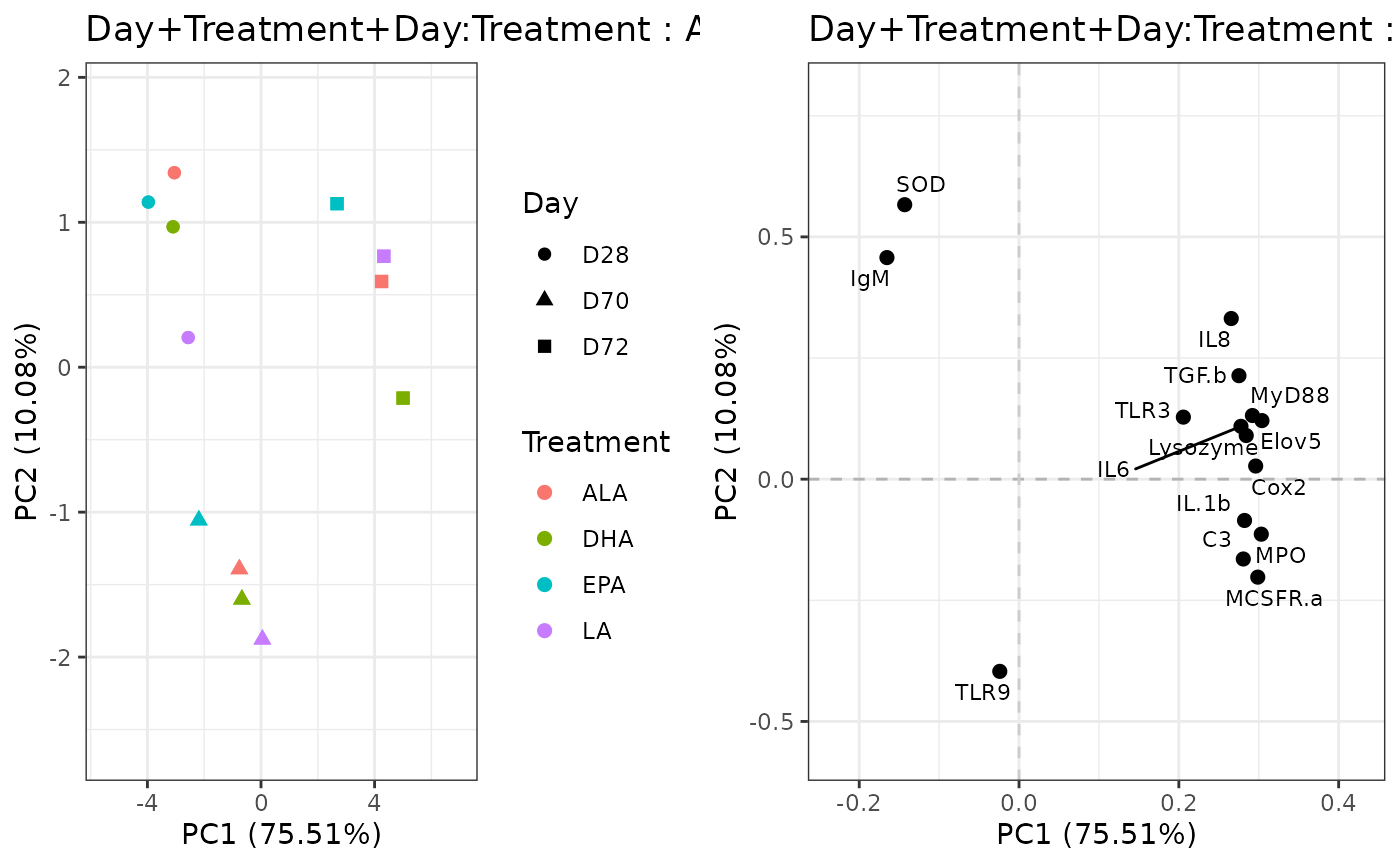 Day+Treatment+Day:Treatment : A
2
1
0
-1
-2
-4
0
4
PC2 (10.08%)
PC1 (75.51%)
Day
D28
D70
D72
Treatment
ALA
DHA
EPA
LA
Day+Treatment+Day:Treatment :
0.5
0.0
-0.5
-0.2
0.0
0.2
0.4
PC2 (10.08%)
PC1 (75.51%)
SOD
IgM
IL8
TGF.b
MyD88
TLR3
Lysozyme
Elov5
IL6
Cox2
IL.1b
C3
MPO
MCSFR.a
TLR9